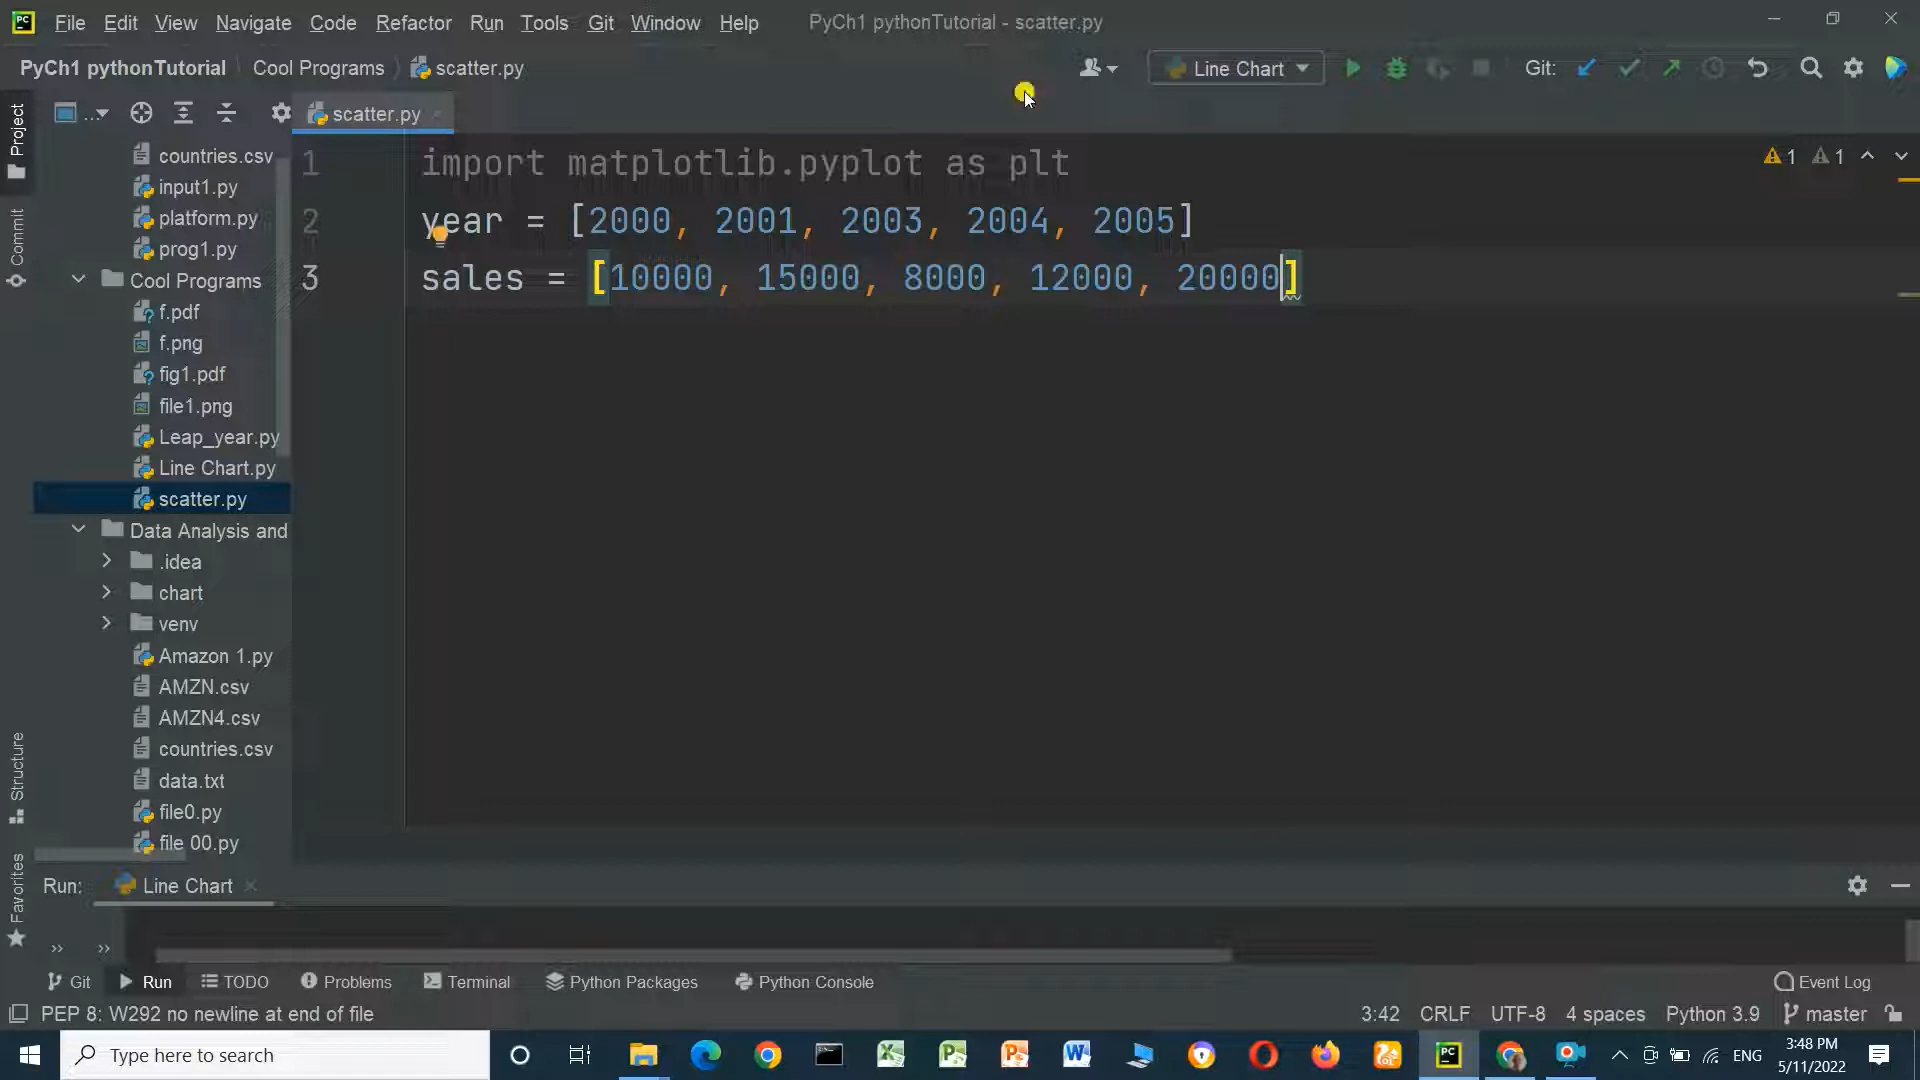 PC File Edit View Navigate Code Refactor Run Tools Git Window Help PyCh1 pythonTutorial - scatter.py
PyCh1 pythonTutorial Cool Programs scatter.py Line Chart Git:
... scatter.py
Project
Commit
Structure
Favorites
countries.csv
input1.py
platform.py
prog1.py
Cool Programs
f.pdf
f.png
fig1.pdf
file1.png
Leap_year.py
Line Chart.py
scatter.py
Data Analysis and
.idea
chart
venv
Amazon 1.py
AMZN.csv
AMZN4.csv
countries.csv
data.txt
file0.py
file 00.py
1 import matplotlib.pyplot as plt
2 year = [2000, 2001, 2003, 2004, 2005]
3 sales = [10000, 15000, 8000, 12000, 20000]
1 1
Run: Line Chart
Git Run TODO Problems Terminal Python Packages Python Console Event Log
PEP 8: W292 no newline at end of file 3:42 CRLF UTF-8 4 spaces Python 3.9 master
Type here to search ENG 3:48 PM
5/11/2022